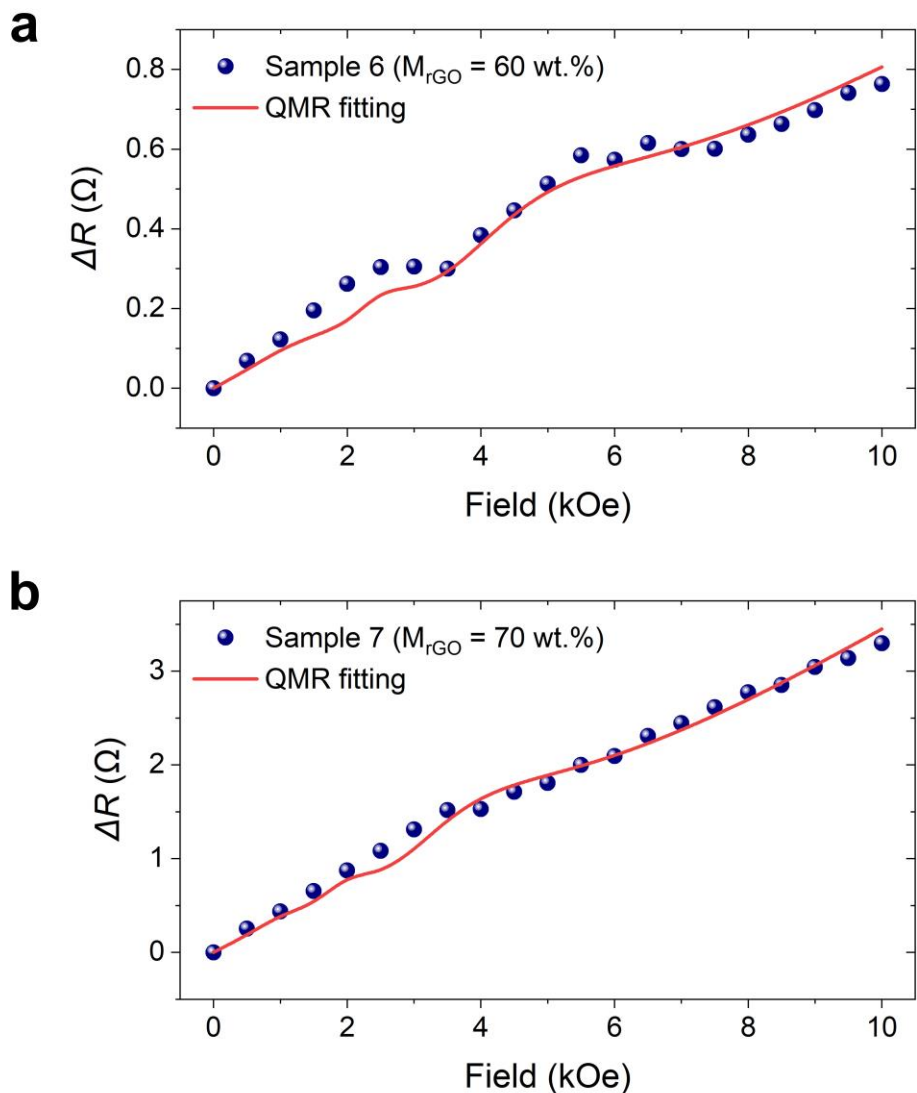 a
Sample 6 (MrGO = 60 wt.%)
QMR fitting
ΔR (Ω)
0.8
0.6
0.4
0.2
0.0
0 2 4 6 8 10
Field (kOe)
b
Sample 7 (MrGO = 70 wt.%)
QMR fitting
ΔR (Ω)
3
2
1
0
0 2 4 6 8 10
Field (kOe)